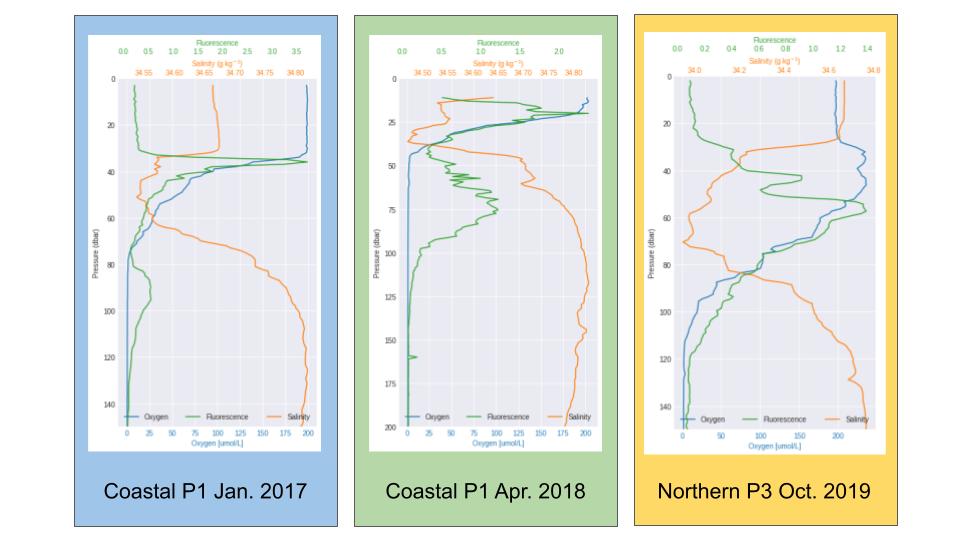 Fluorescence
0.0 0.5 1.0 1.5 2.0 2.5 3.0 3.5
Salinity (g kg⁻¹)
34.55 34.60 34.65 34.70 34.75 34.80
0
20
40
60
80
100
120
140
Pressure (dbar)
Oxygen Fluorescence Salinity
0 25 50 75 100 125 150 175 200
Oxygen [umol/L]
Coastal P1 Jan. 2017
Fluorescence
0.0 0.5 1.0 1.5 2.0
Salinity (g kg⁻¹)
34.50 34.55 34.60 34.65 34.70 34.75 34.80
0
25
50
75
100
125
150
175
200
Pressure (dbar)
Oxygen Fluorescence Salinity
0 25 50 75 100 125 150 175 200
Oxygen [umol/L]
Coastal P1 Apr. 2018
Fluorescence
0.0 0.2 0.4 0.6 0.8 1.0 1.2 1.4
Salinity (g kg⁻¹)
34.0 34.2 34.4 34.6 34.8
0
20
40
60
80
100
120
140
Pressure (dbar)
Oxygen Fluorescence Salinity
0 50 100 150 200
Oxygen [umol/L]
Northern P3 Oct. 2019